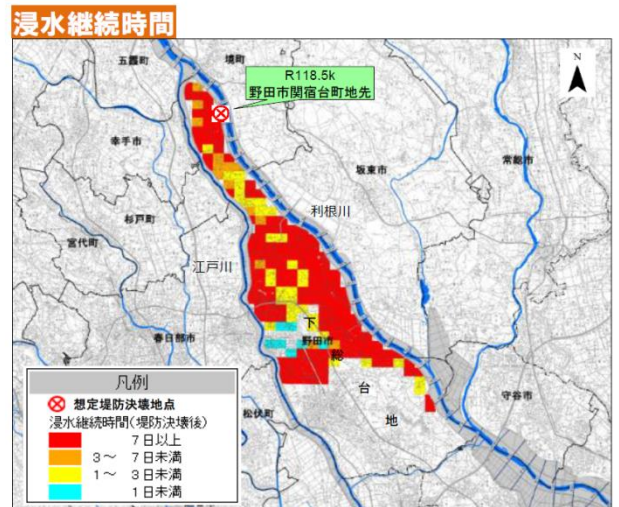 浸水継続時間
五霞町
境町
N
R118.5k
野田市関宿台町地先
幸手市
坂東市
常総市
杉戸町
利根川
宮代町
江戸川
春日部市
下
野田市
総
台
地
守谷市
松伏町
凡例
想定堤防決壊地点
浸水継続時間(堤防決壊後)
7日以上
3～ 7日未満
1～ 3日未満
1日未満